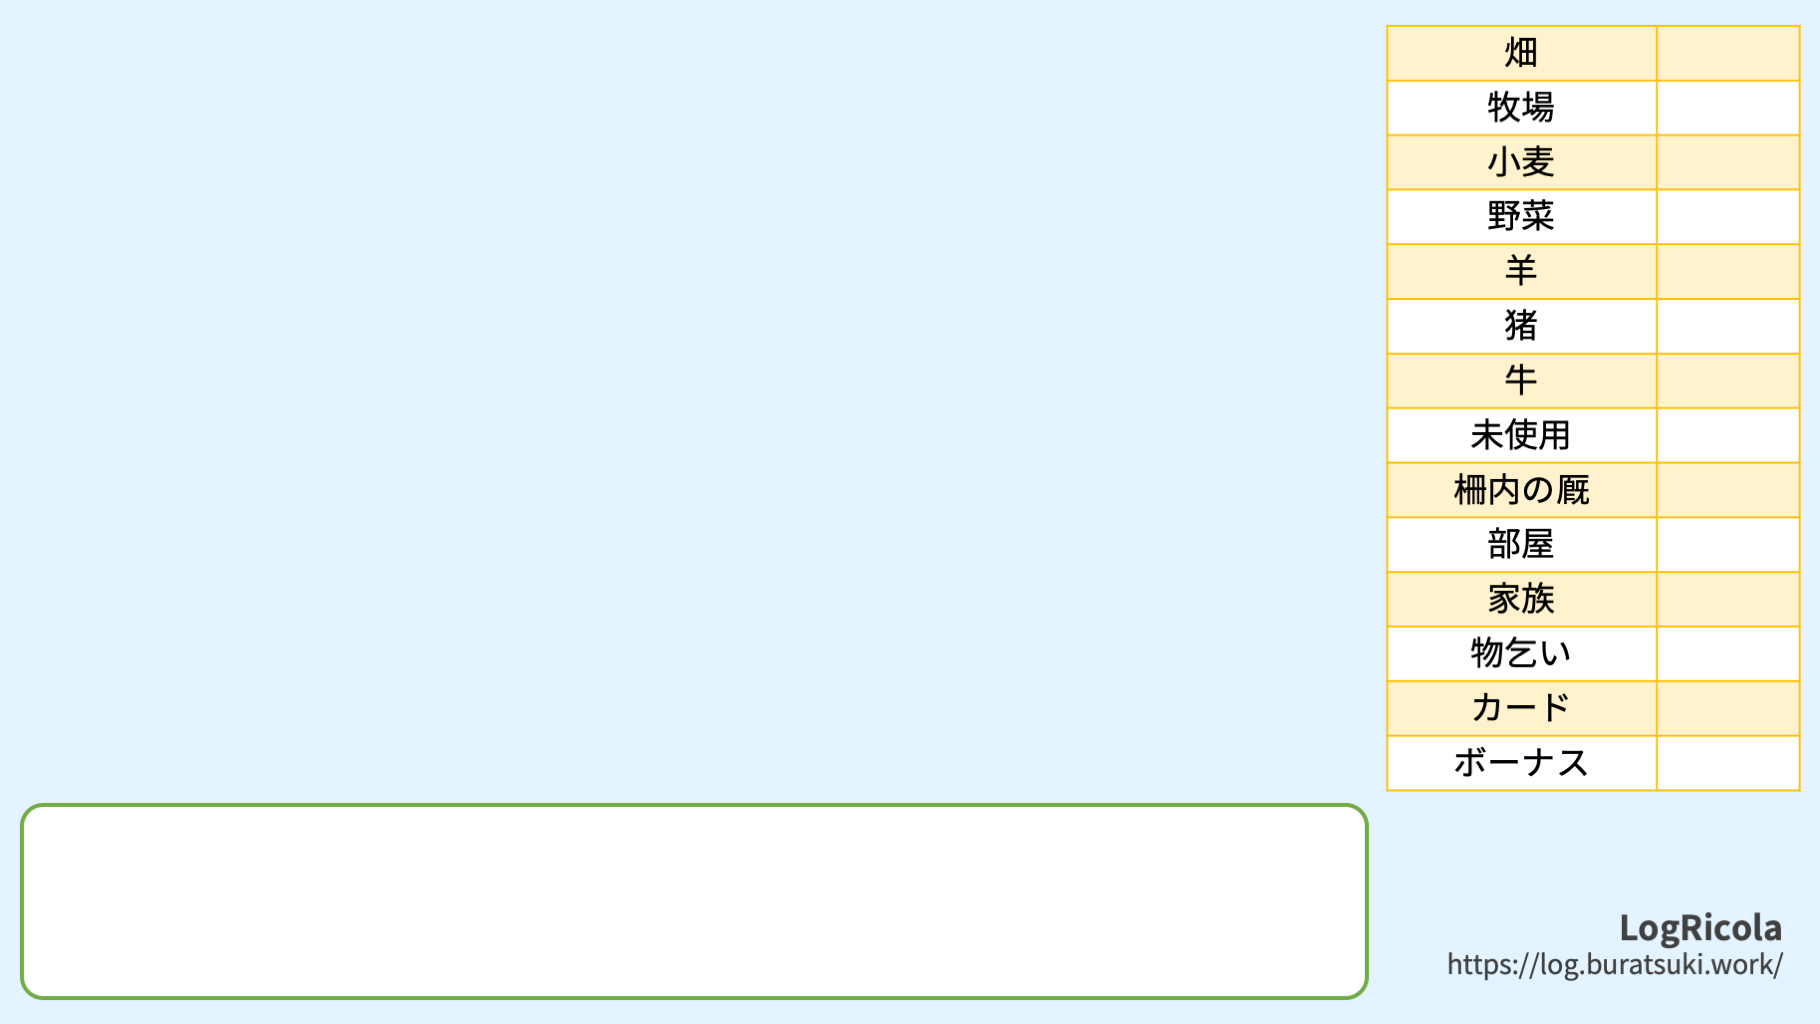 畑
牧場
小麦
野菜
羊
猪
牛
未使用
柵内の厩
部屋
家族
物乞い
カード
ボーナス
LogRicola
https://log.buratsuki.work/